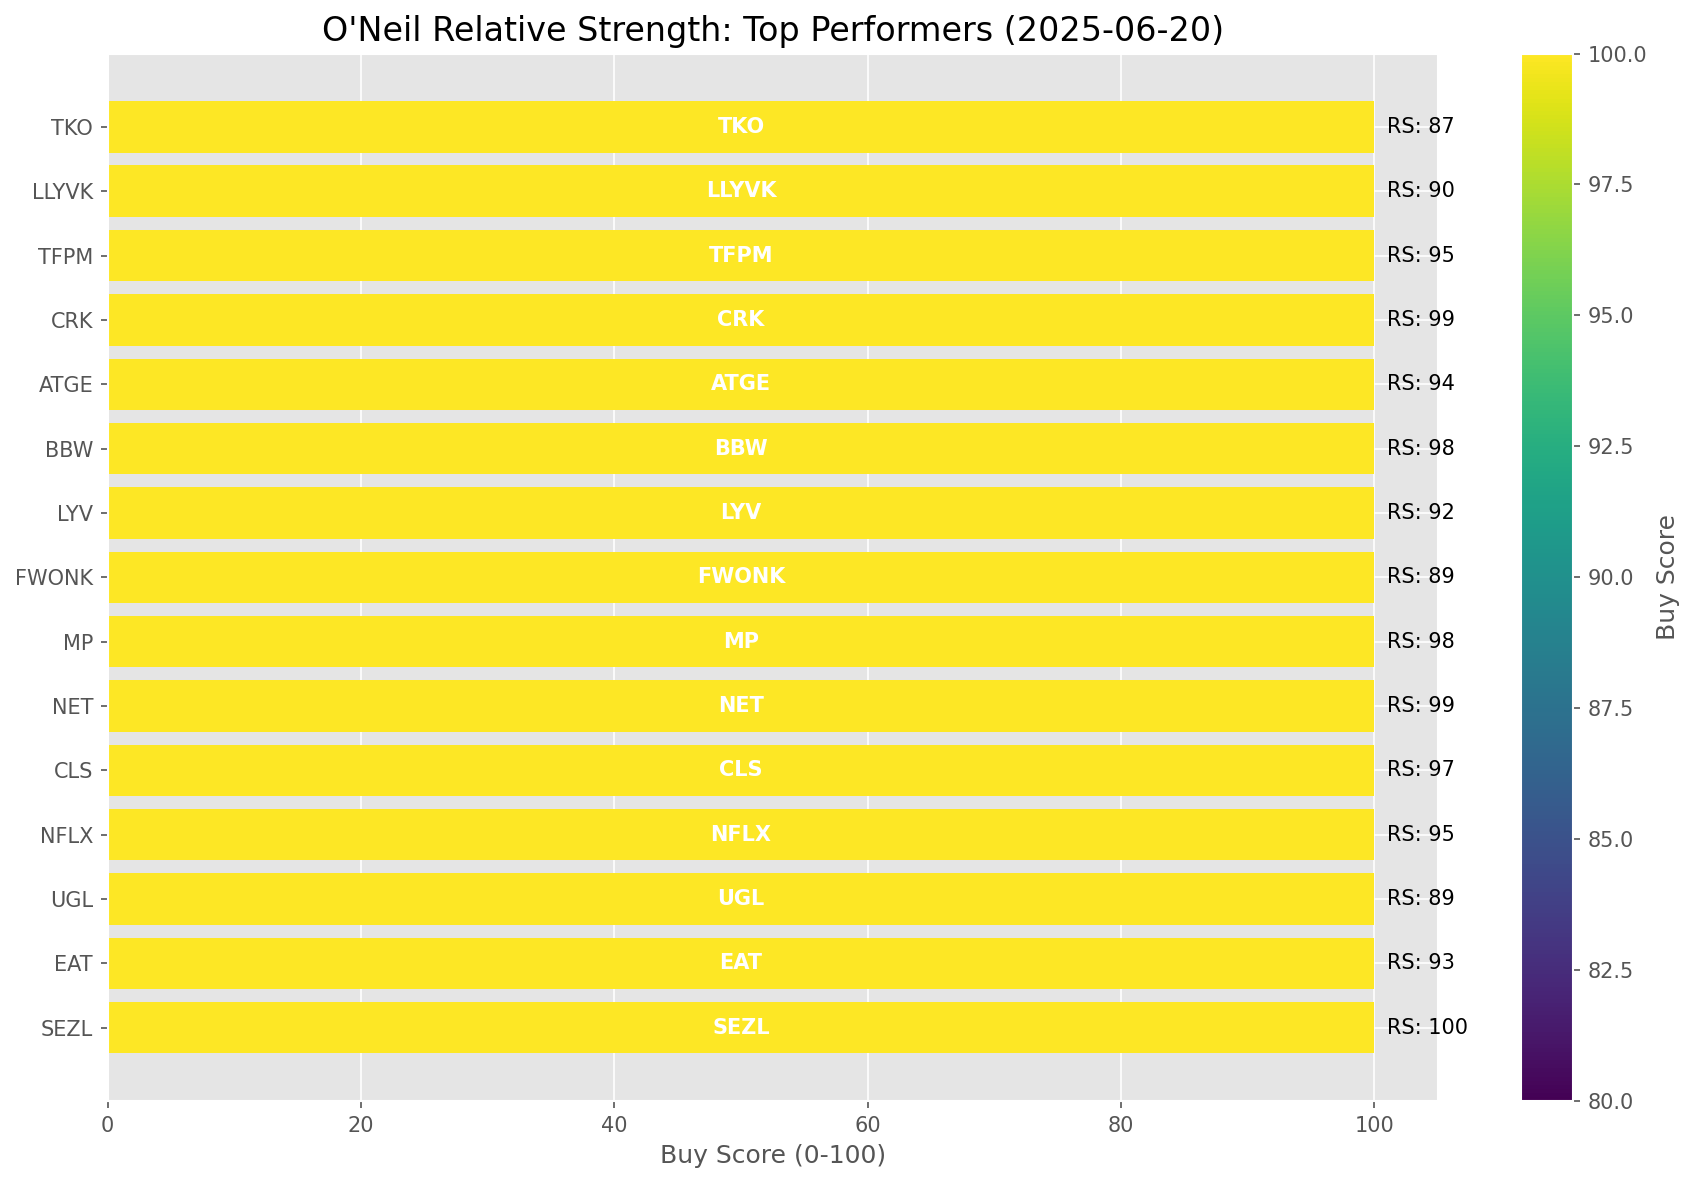 O'Neil Relative Strength: Top Performers (2025-06-20)
TKO TKO RS: 87
LLYVK LLYVK RS: 90
TFPM TFPM RS: 95
CRK CRK RS: 99
ATGE ATGE RS: 94
BBW BBW RS: 98
LYV LYV RS: 92
FWONK FWONK RS: 89
MP MP RS: 98
NET NET RS: 99
CLS CLS RS: 97
NFLX NFLX RS: 95
UGL UGL RS: 89
EAT EAT RS: 93
SEZL SEZL RS: 100
0 20 40 60 80 100
Buy Score (0-100)
100.0
97.5
95.0
92.5
90.0
87.5
85.0
82.5
80.0
Buy Score